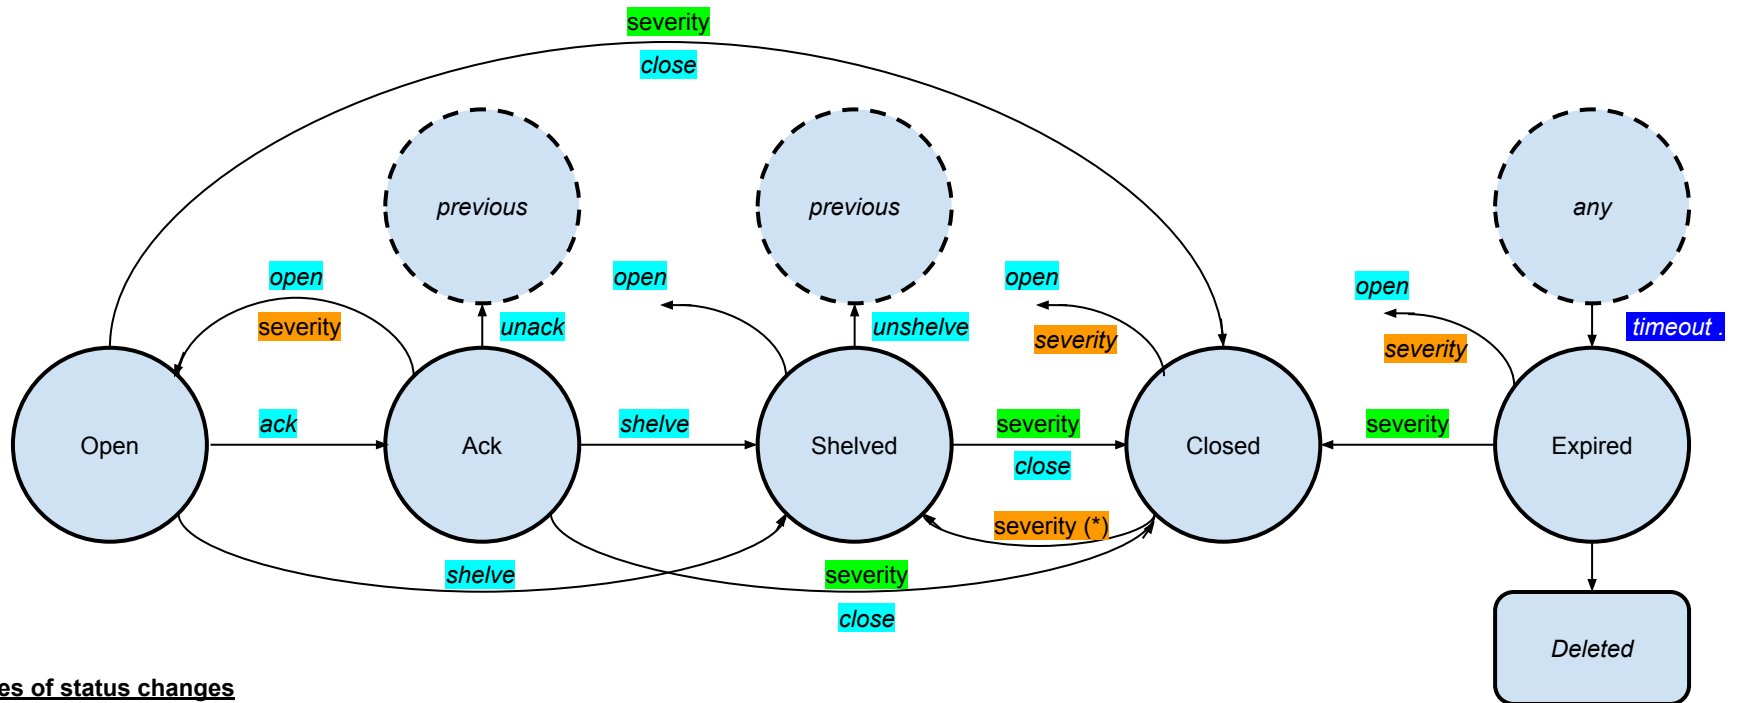 severity
close
previous
previous
any
open
severity
unack
open
unshelve
open
severity
open
severity
timeout .
Open
ack
Ack
shelve
Shelved
severity
close
Closed
severity
Expired
severity (*)
shelve
severity
close
Deleted
es of status changes